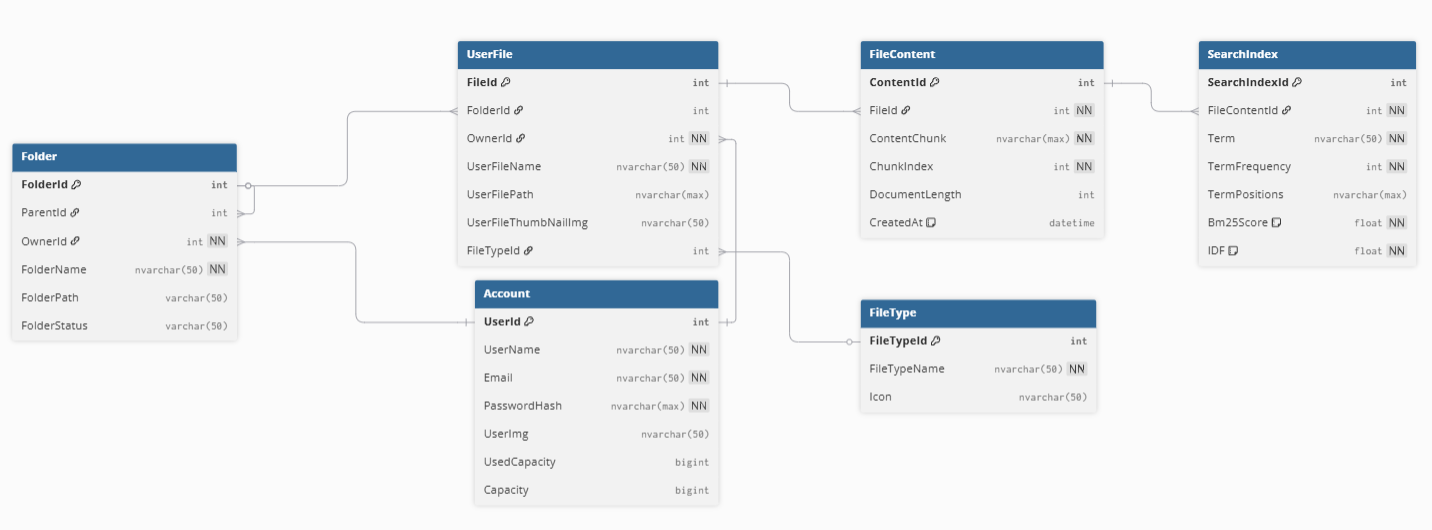 UserFile
FileId int
FolderId int
OwnerId int NN
UserFileName nvarchar(50) NN
UserFilePath nvarchar(max)
UserFileThumbNailImg nvarchar(50)
FileTypeId int
FileContent
ContentId int
FileId int NN
ContentChunk nvarchar(max) NN
ChunkIndex int NN
DocumentLength int
CreatedAt datetime
SearchIndex
SearchIndexId int
FileContentId int NN
Term nvarchar(50) NN
TermFrequency int NN
TermPositions nvarchar(max)
Bm25Score float NN
IDF float NN
Folder
FolderId int
ParentId int
OwnerId int NN
FolderName nvarchar(50) NN
FolderPath varchar(50)
FolderStatus varchar(50)
Account
UserId int
UserName nvarchar(50) NN
Email nvarchar(50) NN
PasswordHash nvarchar(max) NN
UserImg nvarchar(50)
UsedCapacity bigint
Capacity bigint
FileType
FileTypeId int
FileTypeName nvarchar(50) NN
Icon nvarchar(50)